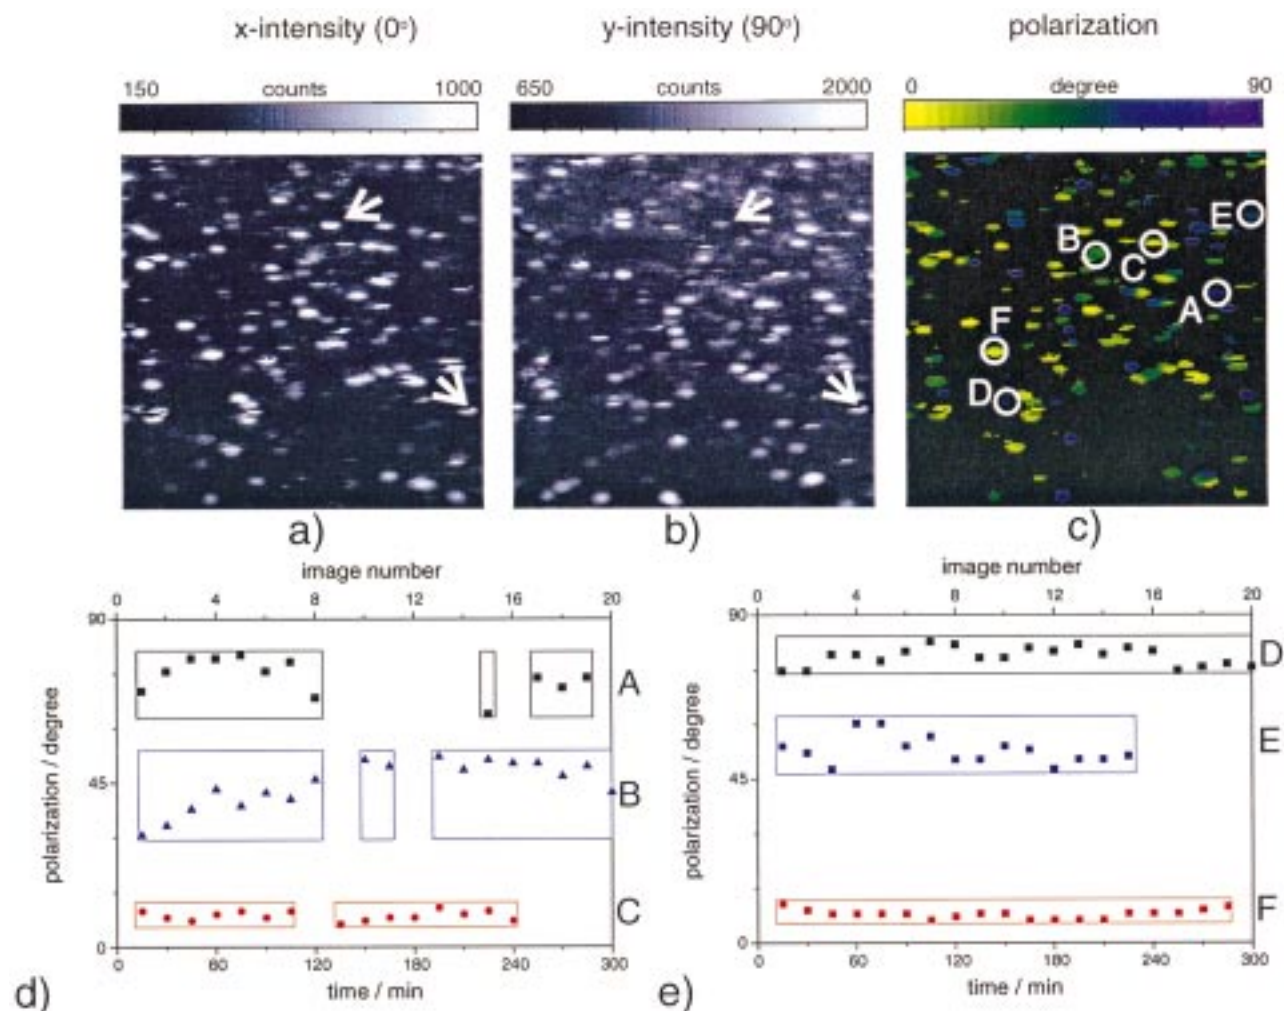 x-intensity (0°) y-intensity (90°) polarization
150 counts 1000 650 counts 2000 0 degree 90
E
B
C
A
F
D
a) b) c)
image number image number
0 4 8 12 16 20 0 4 8 12 16 20
90 90
A D
polarization / degree polarization / degree
E
45 45
B
C F
0 0
0 60 120 180 240 300 0 60 120 180 240 300
d) time / min e) time / min